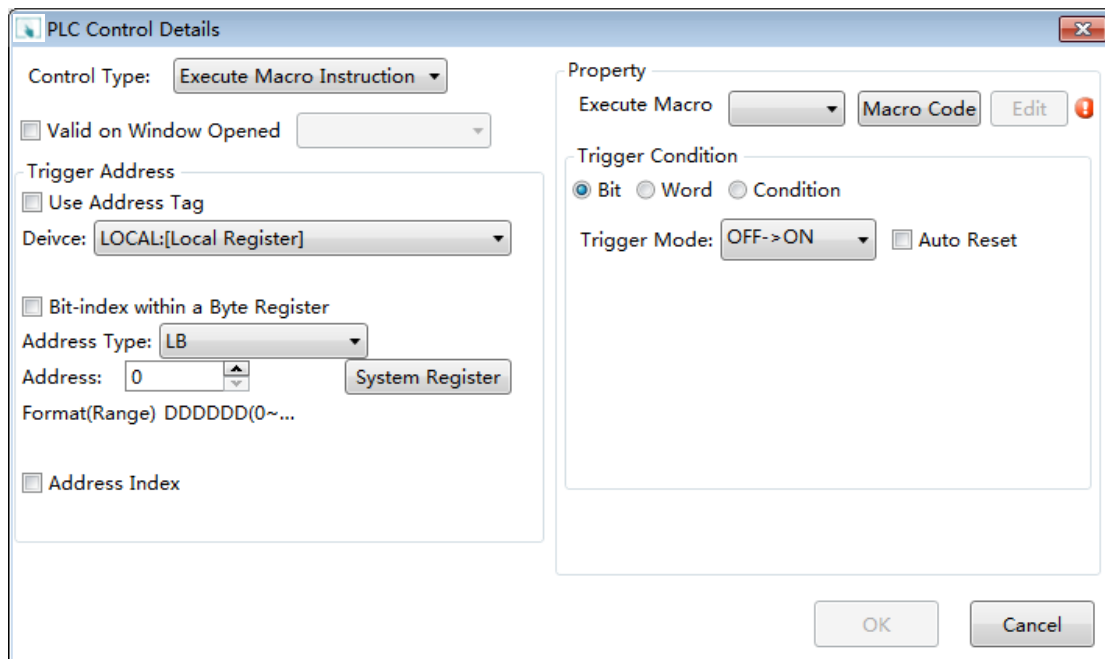 PLC Control Details
Control Type: Execute Macro Instruction
Valid on Window Opened
Trigger Address
Use Address Tag
Deivce: LOCAL:[Local Register]
Bit-index within a Byte Register
Address Type: LB
Address: 0 System Register
Format(Range) DDDDDD(0~...
Address Index
Property
Execute Macro Macro Code Edit
Trigger Condition
Bit Word Condition
Trigger Mode: OFF->ON Auto Reset
OK Cancel